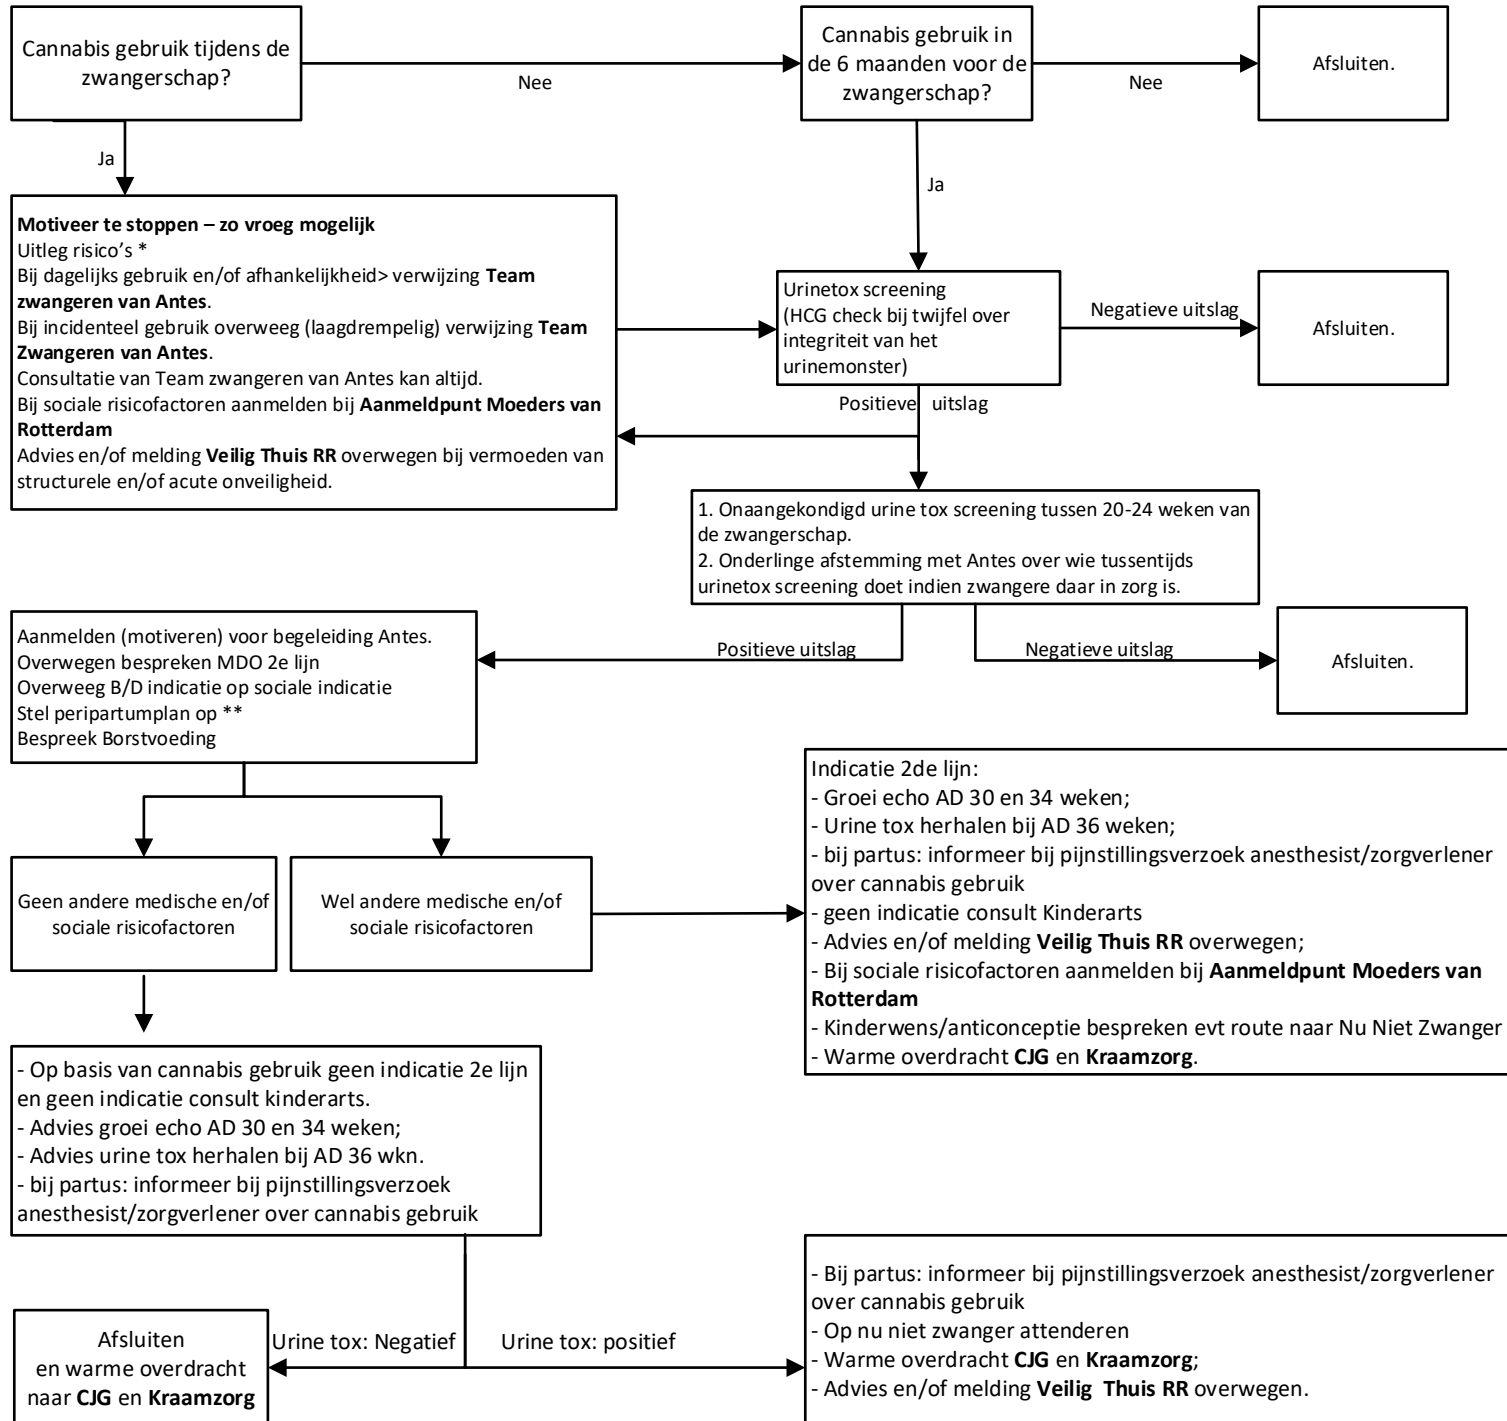 Cannabis gebruik tijdens de
zwangerschap?
Nee
Cannabis gebruik in
de 6 maanden voor de
zwangerschap?
Nee
Afsluiten.
Ja
Ja
Motiveer te stoppen – zo vroeg mogelijk
Uitleg risico’s *
Bij dagelijks gebruik en/of afhankelijkheid> verwijzing Team
zwangeren van Antes.
Bij incidenteel gebruik overweeg (laagdrempelig) verwijzing Team
Zwangeren van Antes.
Consultatie van Team zwangeren van Antes kan altijd.
Bij sociale risicofactoren aanmelden bij Aanmeldpunt Moeders van
Rotterdam
Advies en/of melding Veilig Thuis RR overwegen bij vermoeden van
structurele en/of acute onveiligheid.
Urinetox screening
(HCG check bij twijfel over
integriteit van het
urinemonster)
Negatieve uitslag
Afsluiten.
Positieve uitslag
1. Onaangekondigd urine tox screening tussen 20-24 weken van
de zwangerschap.
2. Onderlinge afstemming met Antes over wie tussentijds
urinetox screening doet indien zwangere daar in zorg is.
Positieve uitslag
Negatieve uitslag
Afsluiten.
Aanmelden (motiveren) voor begeleiding Antes.
Overwegen bespreken MDO 2e lijn
Overweeg B/D indicatie op sociale indicatie
Stel peripartumplan op **
Bespreek Borstvoeding
Geen andere medische en/of
sociale risicofactoren
Wel andere medische en/of
sociale risicofactoren
Indicatie 2de lijn:
- Groei echo AD 30 en 34 weken;
- Urine tox herhalen bij AD 36 weken;
- bij partus: informeer bij pijnstillingsverzoek anesthesist/zorgverlener
over cannabis gebruik
- geen indicatie consult Kinderarts
- Advies en/of melding Veilig Thuis RR overwegen;
- Bij sociale risicofactoren aanmelden bij Aanmeldpunt Moeders van
Rotterdam
- Kinderwens/anticonceptie bespreken evt route naar Nu Niet Zwanger
- Warme overdracht CJG en Kraamzorg.
- Op basis van cannabis gebruik geen indicatie 2e lijn
en geen indicatie consult kinderarts.
- Advies groei echo AD 30 en 34 weken;
- Advies urine tox herhalen bij AD 36 wkn.
- bij partus: informeer bij pijnstillingsverzoek
anesthesist/zorgverlener over cannabis gebruik
Urine tox: Negatief
Urine tox: positief
Afsluiten
en warme overdracht
naar CJG en Kraamzorg
- Bij partus: informeer bij pijnstillingsverzoek anesthesist/zorgverlener
over cannabis gebruik
- Op nu niet zwanger attenderen
- Warme overdracht CJG en Kraamzorg;
- Advies en/of melding Veilig Thuis RR overwegen.